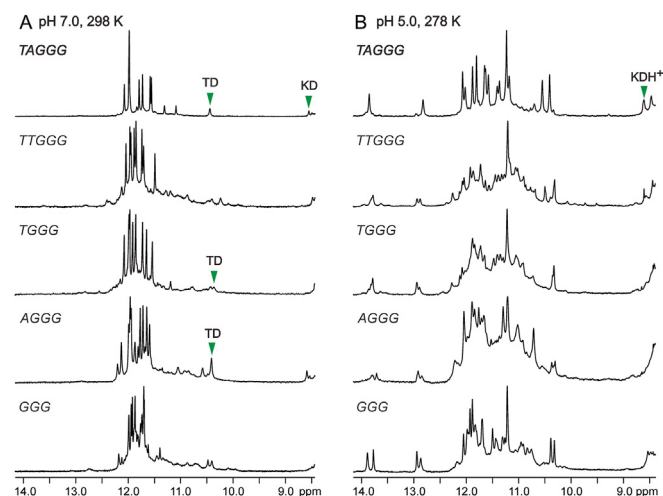 A pH 7.0, 298 K
TAGGG
TD
KD
TTGGG
TGGG
TD
AGGG
TD
GGG
14.0 13.0 12.0 11.0 10.0 9.0 ppm
B pH 5.0, 278 K
TAGGG
KDH+
TTGGG
TGGG
AGGG
GGG
14.0 13.0 12.0 11.0 10.0 9.0 ppm